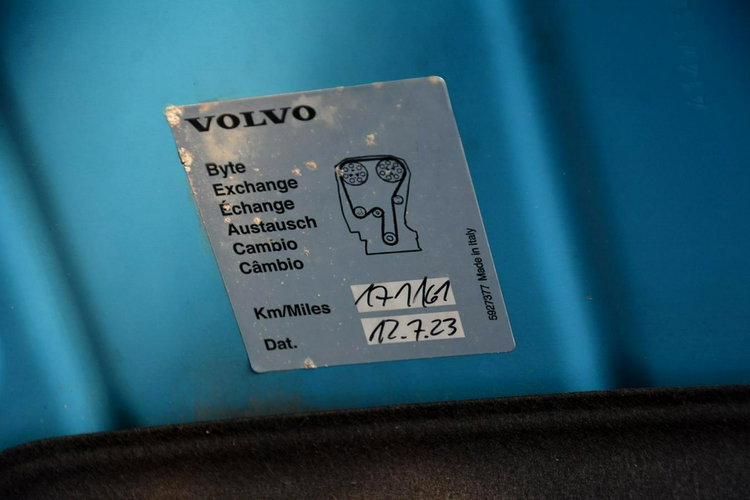 VOLVO
Byte
Exchange
Échange
Austausch
Cambio
Câmbio
Km/Miles 171161
Dat. 12.7.23
5927377 Made in Italy